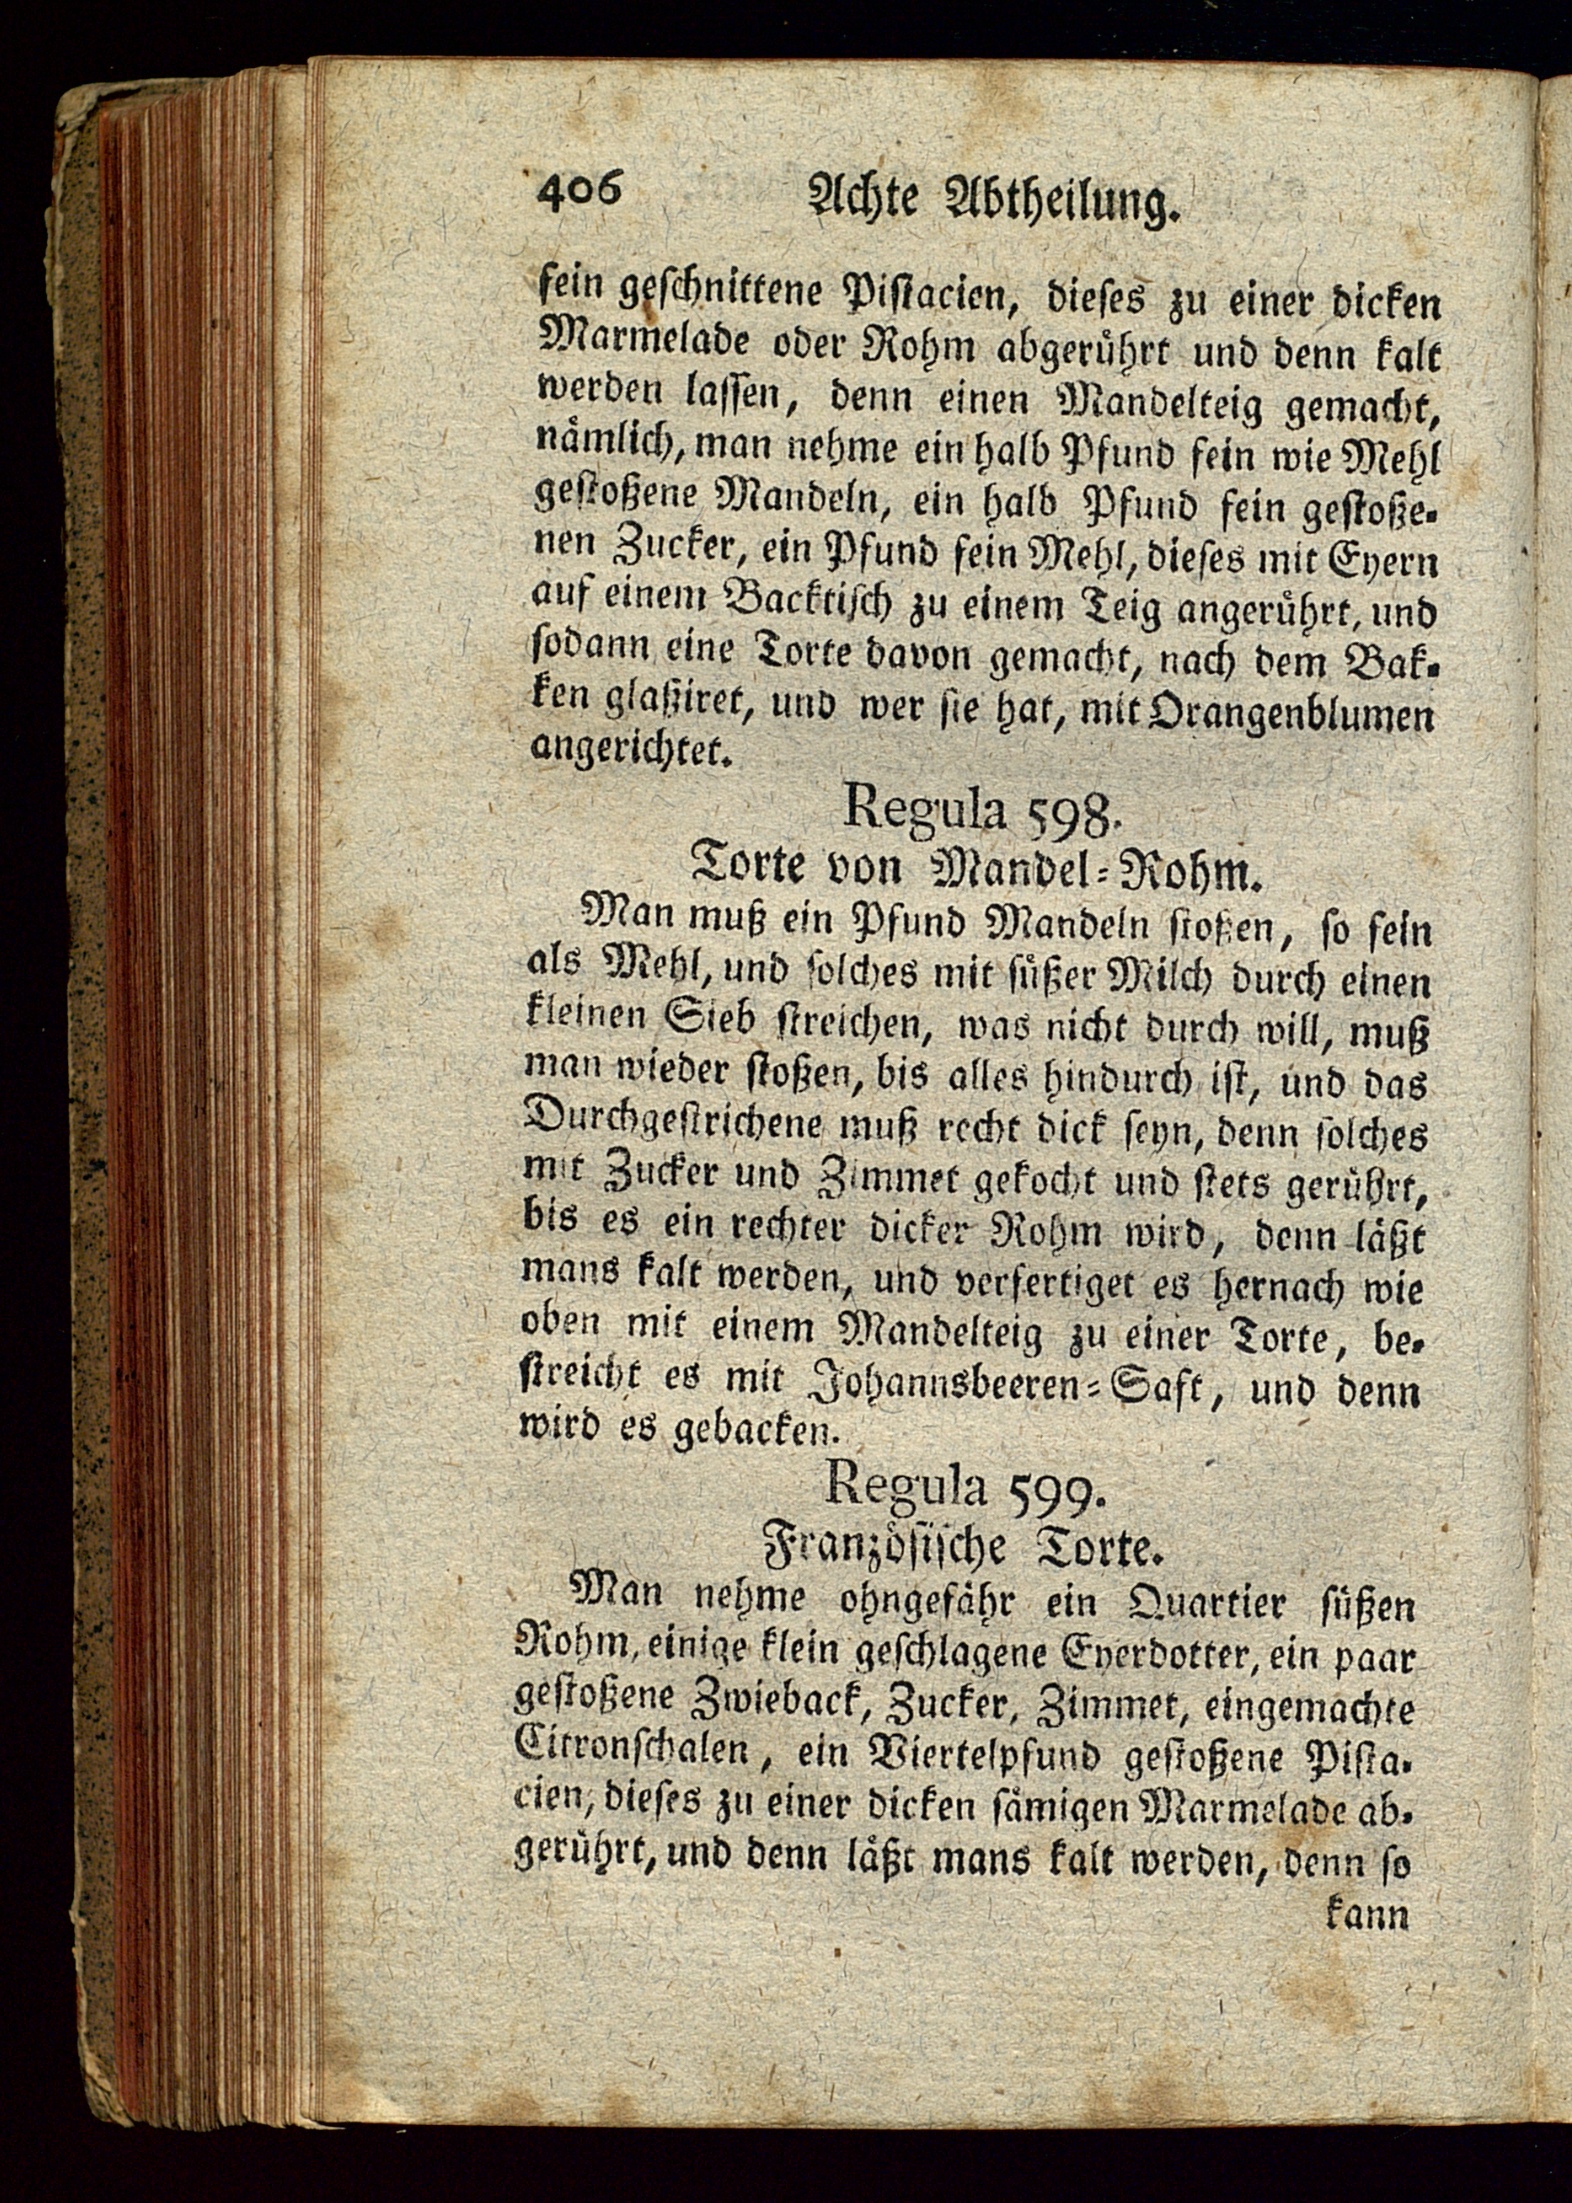 406 Achte Abtheilung.
fein geschnittene Pistacien, dieses zu einer dicken
Marmelade oder Rohm abgerührt und denn kalt
werden lassen, denn einen Mandelteig gemacht,
nämlich, man nehme ein halb Pfund fein wie Mehl
gestoßene Mandeln, ein halb Pfund fein gestoße-
nen Zucker, ein Pfund fein Mehl, dieses mit Eyern
auf einem Backtisch zu einem Teig angerührt, und
sodann eine Torte davon gemacht, nach dem Bak-
ken glaßiret, und wer sie hat, mit Orangenblumen
angerichtet.
Regula 598.
Torte von Mandel-Rohm.
Man muß ein Pfund Mandeln stoßen, so fein
als Mehl, und solches mit süßer Milch durch einen
kleinen Sieb streichen, was nicht durch will, muß
man wieder stoßen, bis alles hindurch ist, und das
Durchgestrichene muß recht dick seyn, denn solches
mit Zucker und Zimmet gekocht und stets gerührt,
bis es ein rechter dicker Rohm wird, denn läßt
mans kalt werden, und verfertiget es hernach wie
oben mit einem Mandelteig zu einer Torte, be-
streicht es mit Johannsbeeren-Saft, und denn
wird es gebacken.
Regula 599.
Französische Torte.
Man nehme ohngefähr ein Quartier süßen
Rohm, einige klein geschlagene Eyerdotter, ein paar
gestoßene Zwieback, Zucker, Zimmet, eingemachte
Citronschalen, ein Viertelpfund gestoßene Pista-
cien, dieses zu einer dicken sämigen Marmelade ab-
gerührt, und denn läßt mans kalt werden, denn so
kann